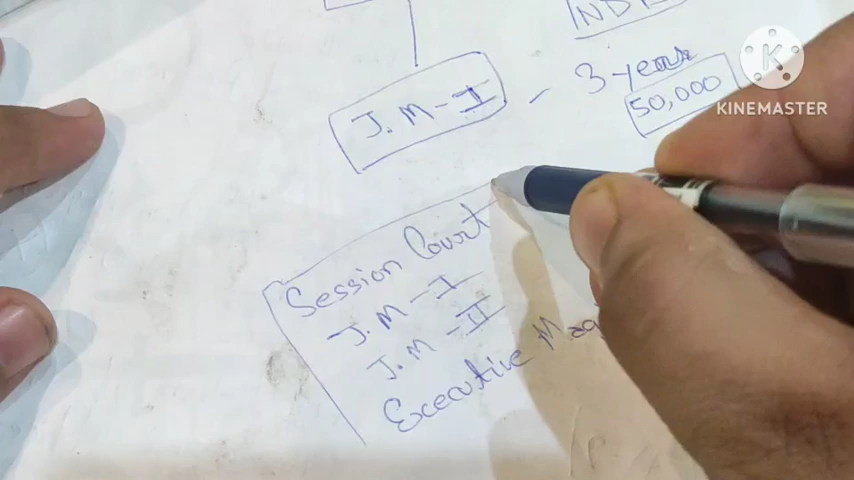 J.M-I - 3 years
50,000
KINEMASTER
Session Court
J.M-I
J.M-II
Executive